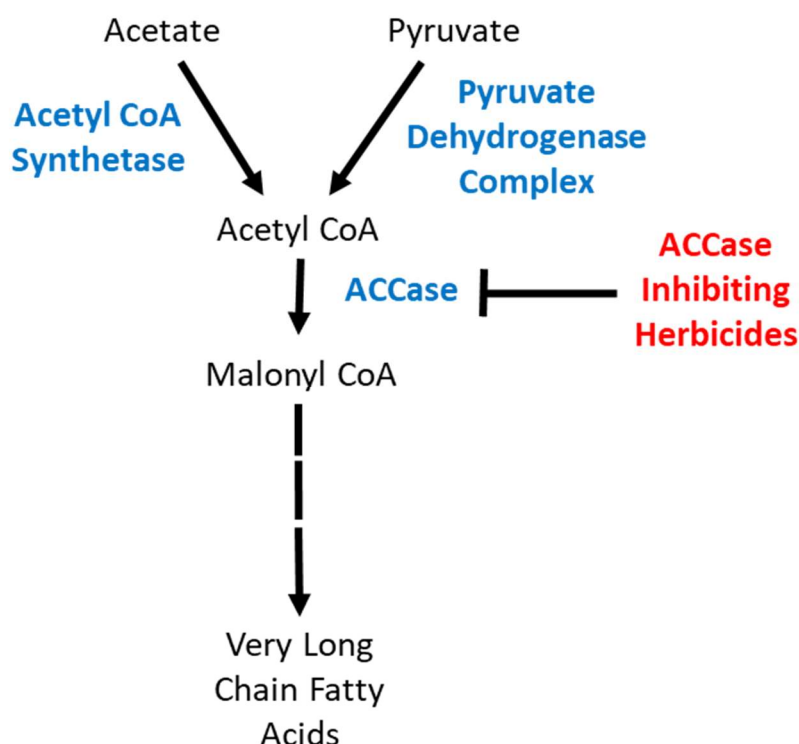 Acetate
Pyruvate
Acetyl CoA
Synthetase
Pyruvate
Dehydrogenase
Complex
Acetyl CoA
ACCase
ACCase
Inhibiting
Herbicides
Malonyl CoA
Very Long
Chain Fatty
Acids